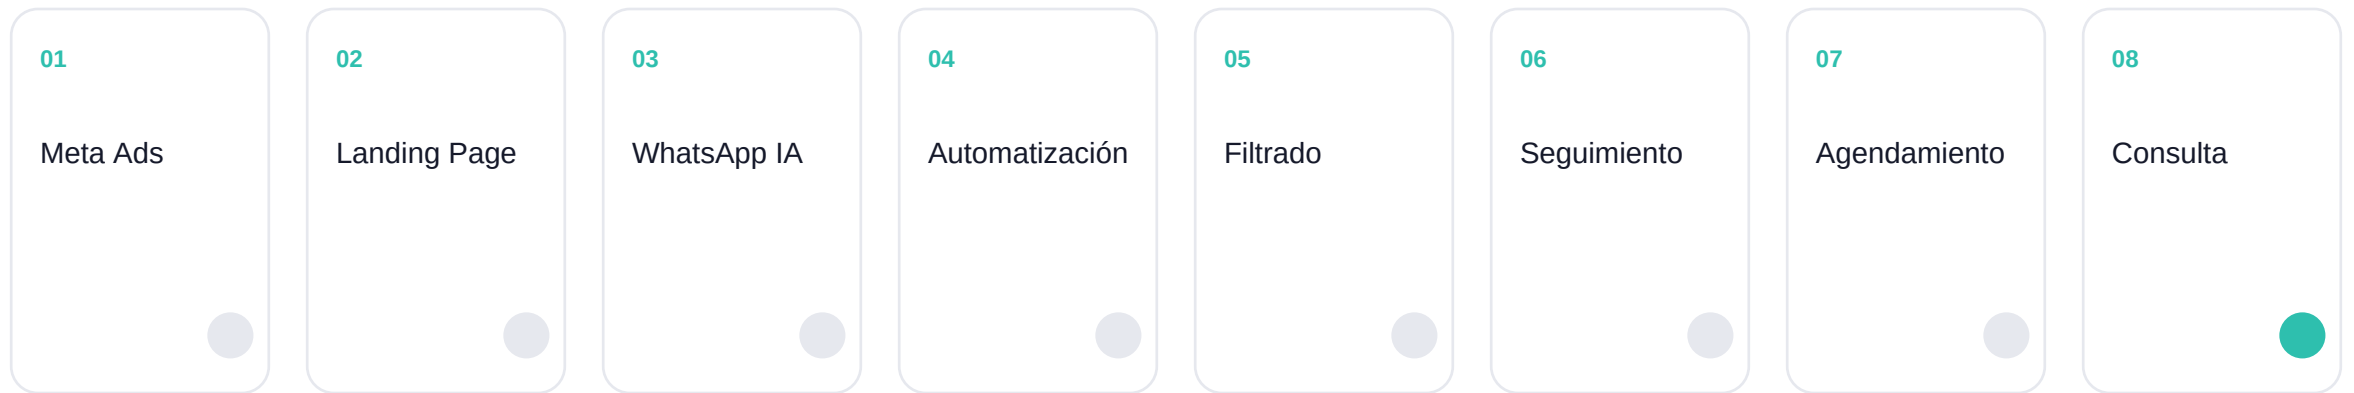 01
Meta Ads
02
Landing Page
03
WhatsApp IA
04
Automatización
05
Filtrado
06
Seguimiento
07
Agendamiento
08
Consulta